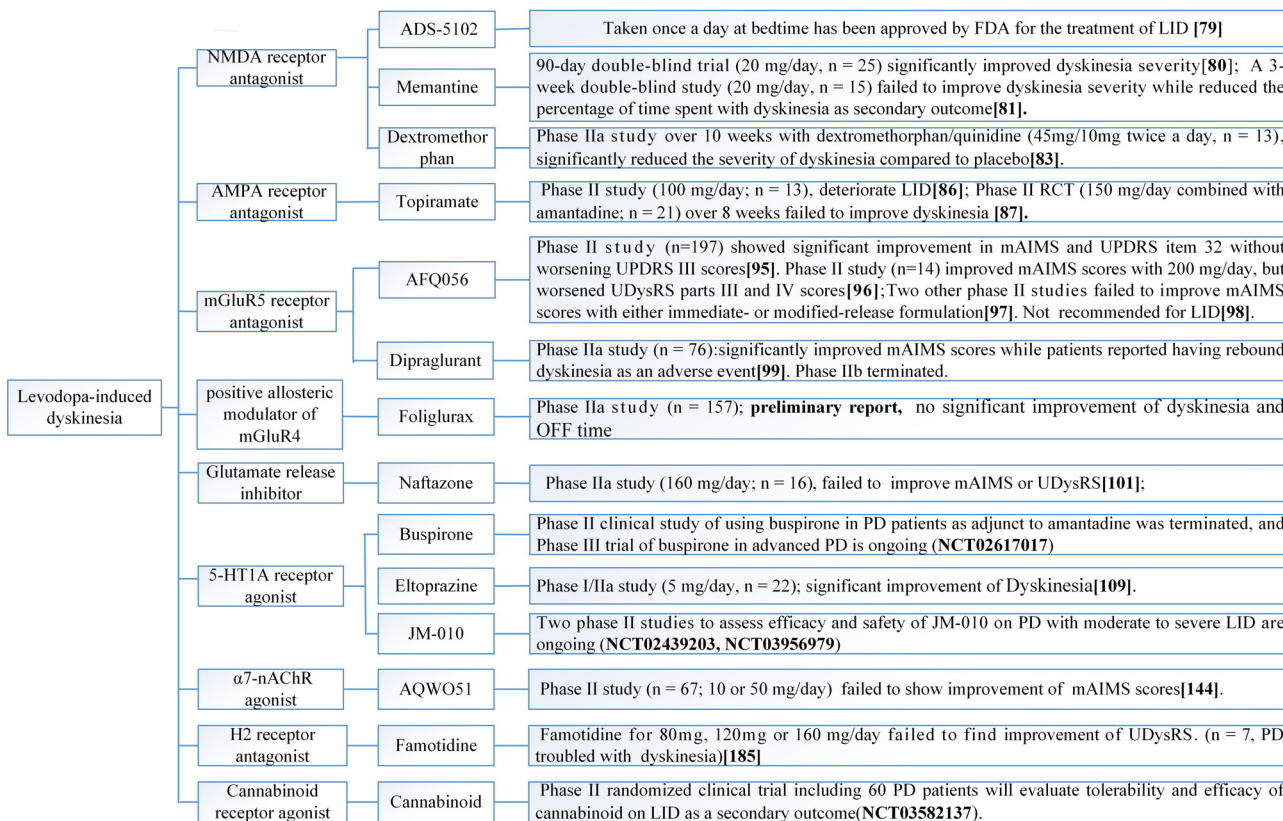 Levodopa-induced
dyskinesia
NMDA receptor
antagonist
ADS-5102
Taken once a day at bedtime has been approved by FDA for the treatment of LID [79]
Memantine
90-day double-blind trial (20 mg/day, n = 25) significantly improved dyskinesia severity[80]; A 3-
week double-blind study (20 mg/day, n = 15) failed to improve dyskinesia severity while reduced the
percentage of time spent with dyskinesia as secondary outcome[81].
Dextromethor
phan
Phase IIa study over 10 weeks with dextromethorphan/quinidine (45mg/10mg twice a day, n = 13),
significantly reduced the severity of dyskinesia compared to placebo[83].
AMPA receptor
antagonist
Topiramate
Phase II study (100 mg/day; n = 13), deteriorate LID[86]; Phase II RCT (150 mg/day combined with
amantadine; n = 21) over 8 weeks failed to improve dyskinesia [87].
mGluR5 receptor
antagonist
AFQ056
Phase II study (n=197) showed significant improvement in mAIMS and UPDRS item 32 without
worsening UPDRS III scores[95]. Phase II study (n=14) improved mAIMS scores with 200 mg/day, but
worsened UDysRS parts III and IV scores[96];Two other phase II studies failed to improve mAIMS
scores with either immediate- or modified-release formulation[97]. Not recommended for LID[98].
Dipraglurant
Phase IIa study (n = 76):significantly improved mAIMS scores while patients reported having rebound
dyskinesia as an adverse event[99]. Phase IIb terminated.
positive allosteric
modulator of
mGluR4
Foliglurax
Phase IIa study (n = 157); preliminary report, no significant improvement of dyskinesia and
OFF time
Glutamate release
inhibitor
Naftazone
Phase IIa study (160 mg/day; n = 16), failed to improve mAIMS or UDysRS[101];
5-HT1A receptor
agonist
Buspirone
Phase II clinical study of using buspirone in PD patients as adjunct to amantadine was terminated, and
Phase III trial of buspirone in advanced PD is ongoing (NCT02617017)
Eltoprazine
Phase I/IIa study (5 mg/day, n = 22); significant improvement of Dyskinesia[109].
JM-010
Two phase II studies to assess efficacy and safety of JM-010 on PD with moderate to severe LID are
ongoing (NCT02439203, NCT03956979)
α7-nAChR
agonist
AQWO51
Phase II study (n = 67; 10 or 50 mg/day) failed to show improvement of mAIMS scores[144].
H2 receptor
antagonist
Famotidine
Famotidine for 80mg, 120mg or 160 mg/day failed to find improvement of UDysRS. (n = 7, PD
troubled with dyskinesia)[185]
Cannabinoid
receptor agonist
Cannabinoid
Phase II randomized clinical trial including 60 PD patients will evaluate tolerability and efficacy of
cannabinoid on LID as a secondary outcome(NCT03582137).